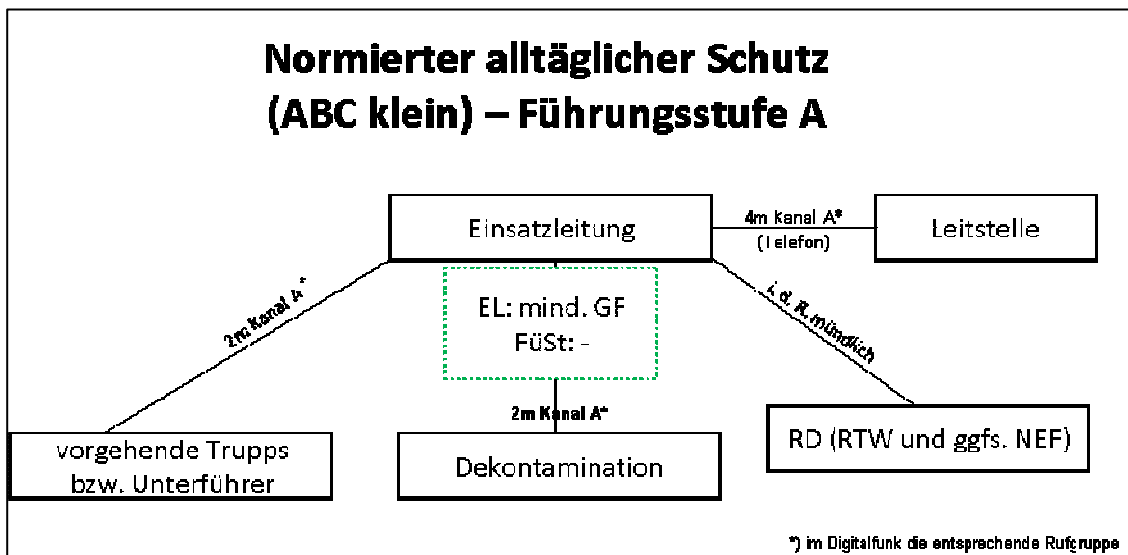 Normierter alltäglicher Schutz
(ABC klein) – Führungsstufe A
Einsatzleitung
4m Kanal A*
(Telefon)
Leitstelle
EL: mind. GF
FüSt: -
2m Kanal A*
i. d. R. mündlich
2m Kanal A*
vorgehende Trupps
bzw. Unterführer
Dekontamination
RD (RTW und ggfs. NEF)
*) im Digitalfunk die entsprechende Rufgruppe